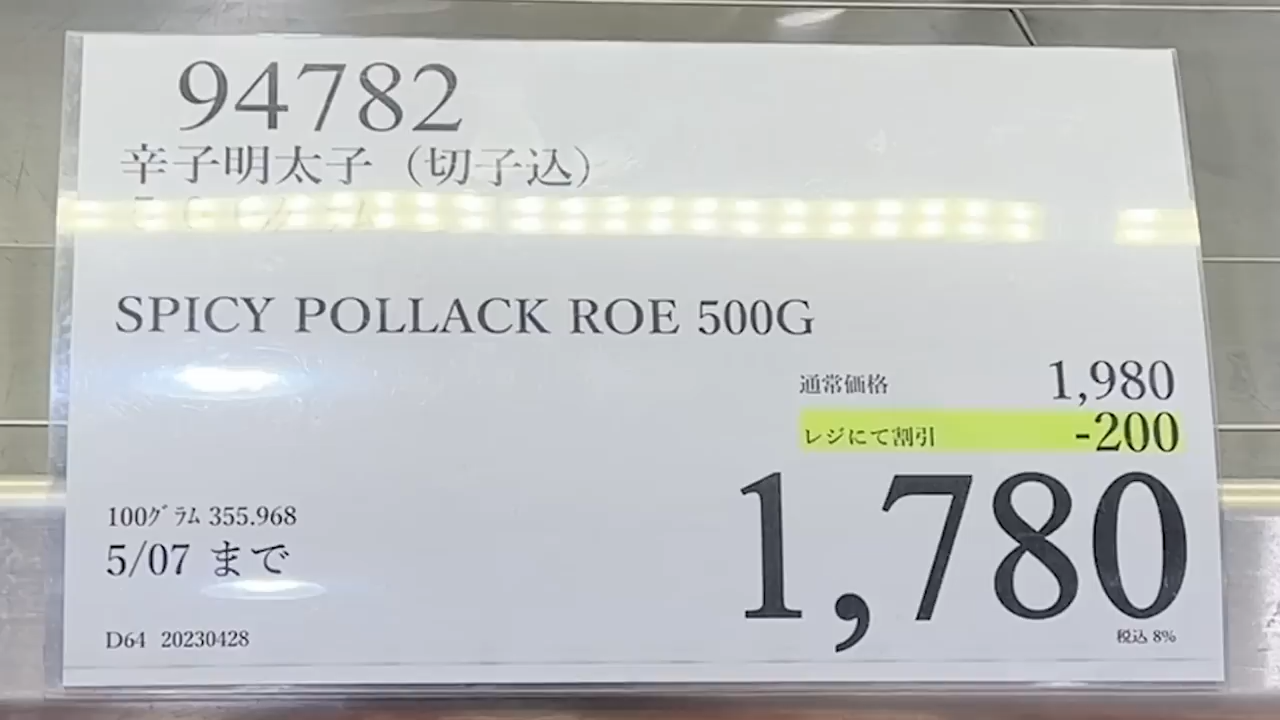 94782
辛子明太子（切子込）
SPICY POLLACK ROE 500G
通常価格 1,980
レジにて割引 -200
1,780
100ｸﾞﾗﾑ 355.968
5/07 まで
税込 8%
D64 20230428